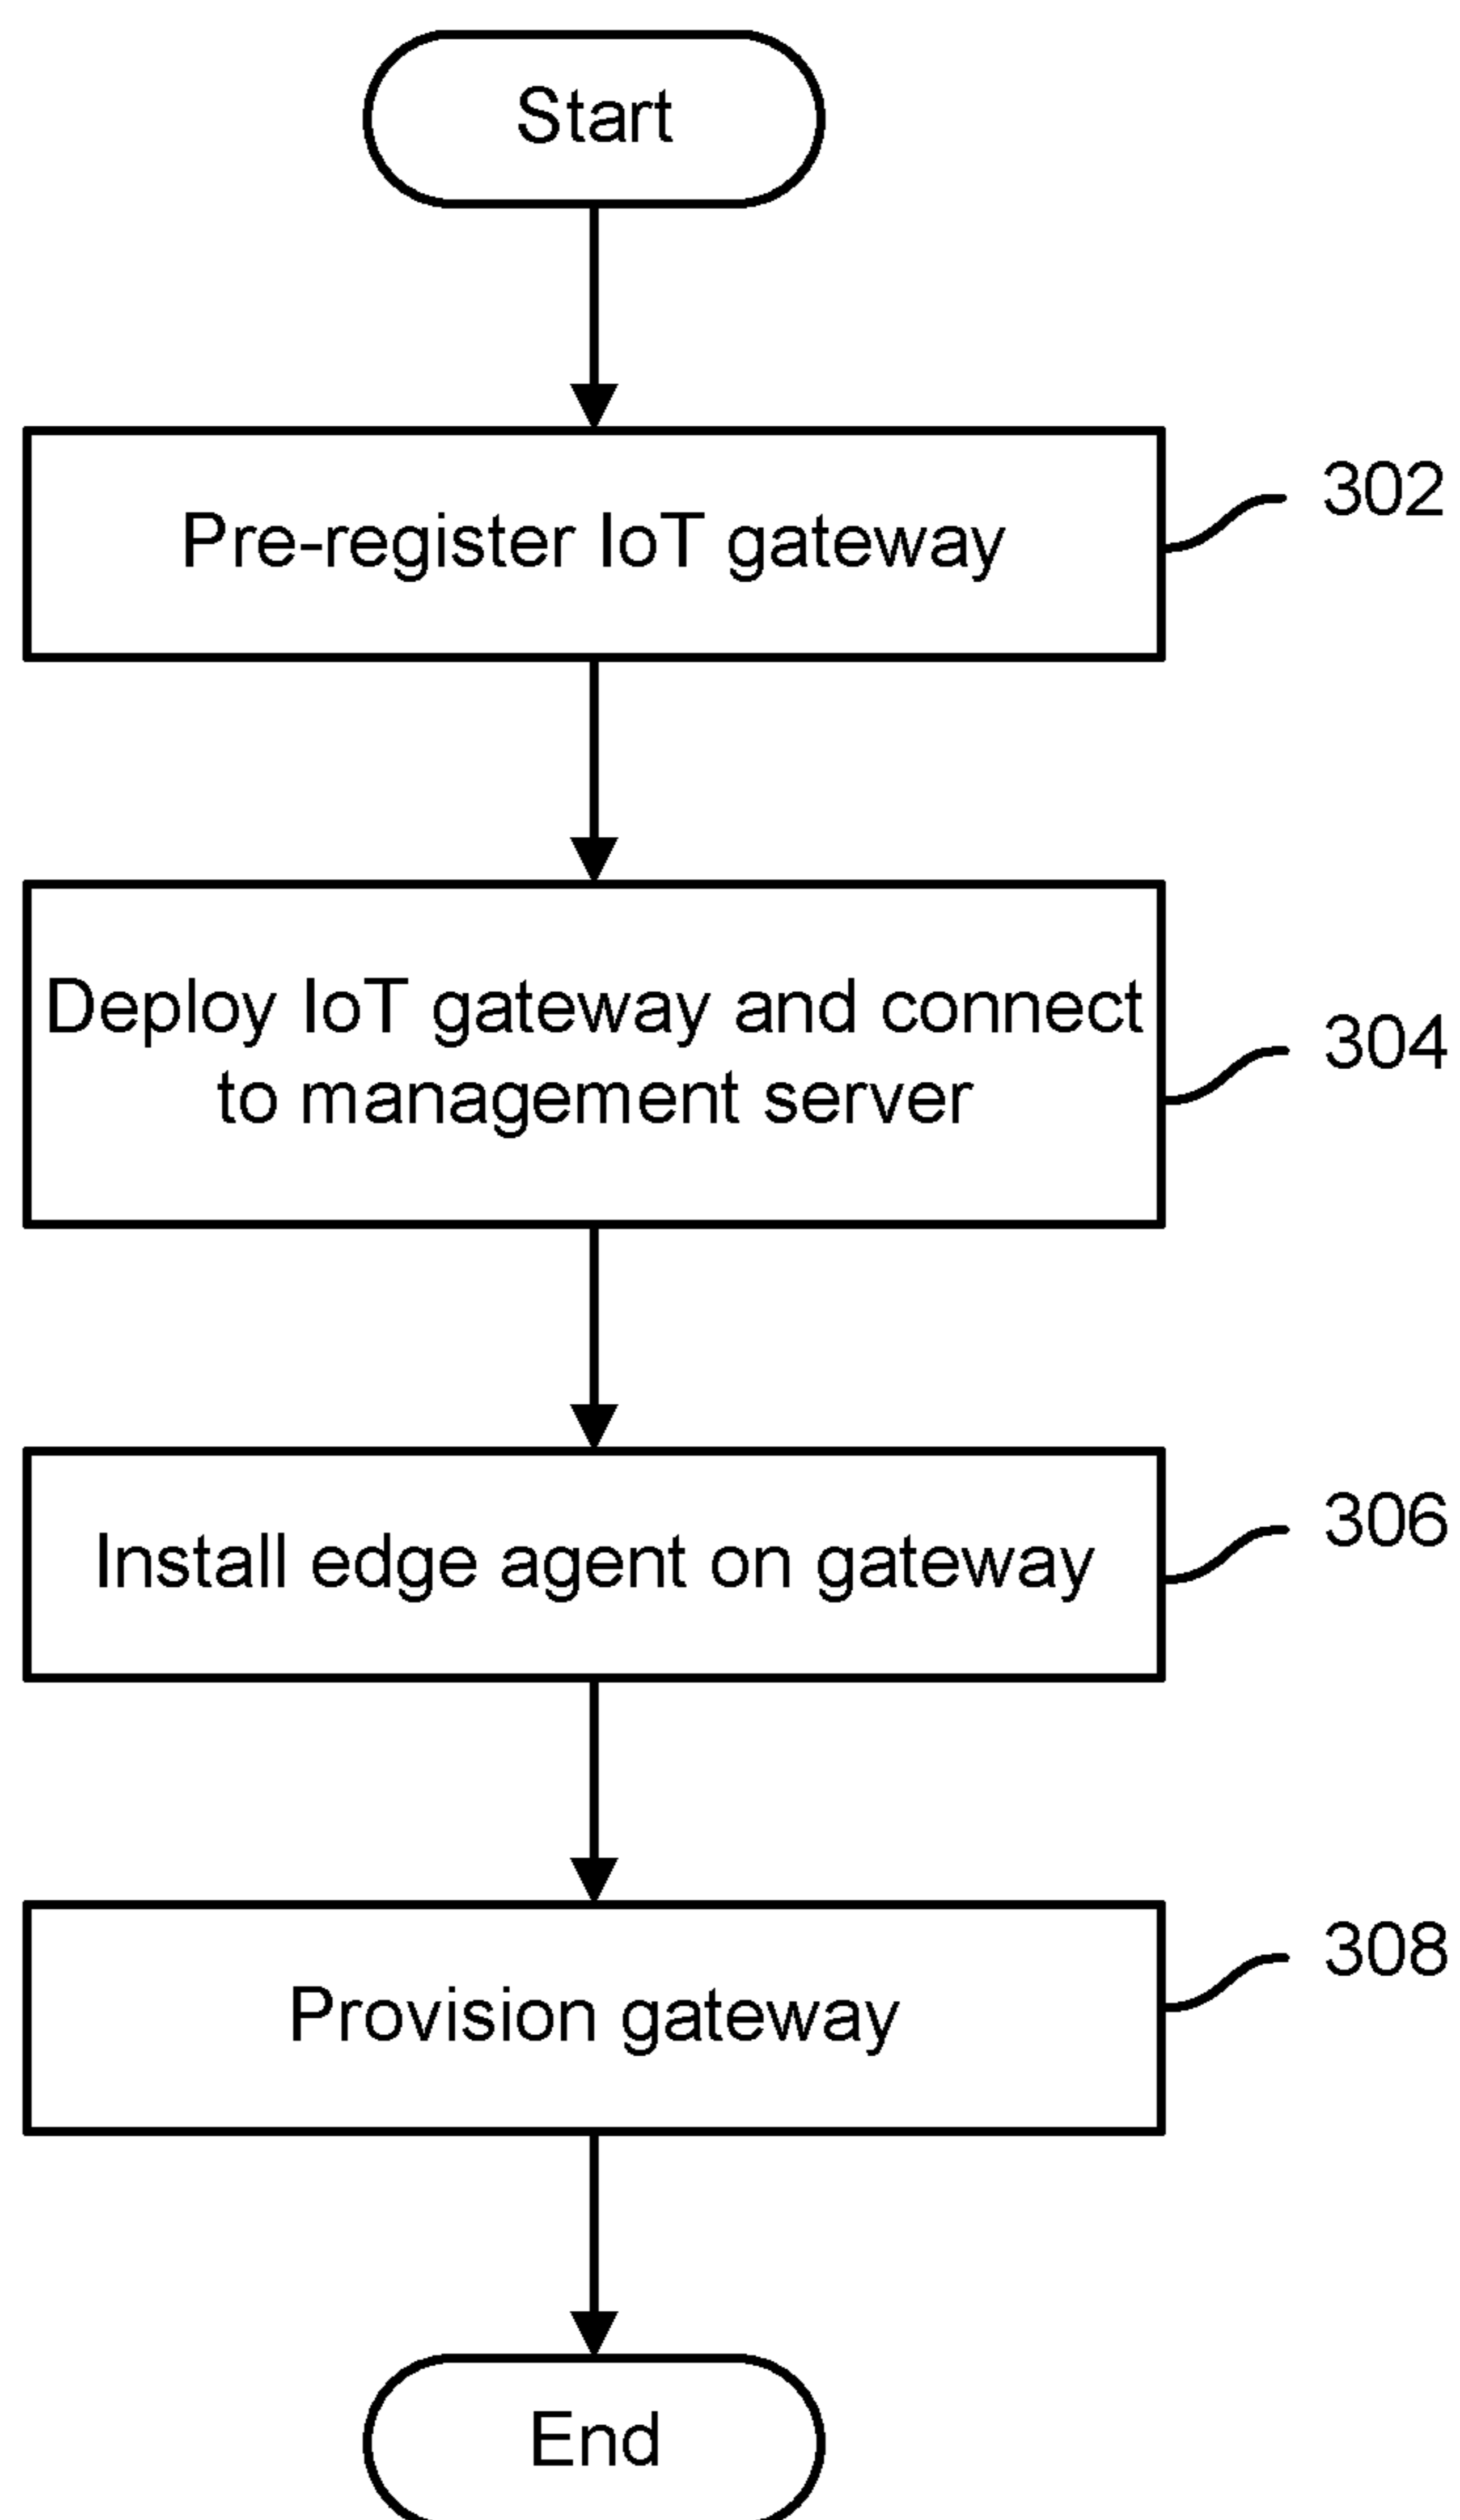 Start
Pre-register IoT gateway
302
Deploy IoT gateway and connect
to management server
304
Install edge agent on gateway
306
Provision gateway
308
End